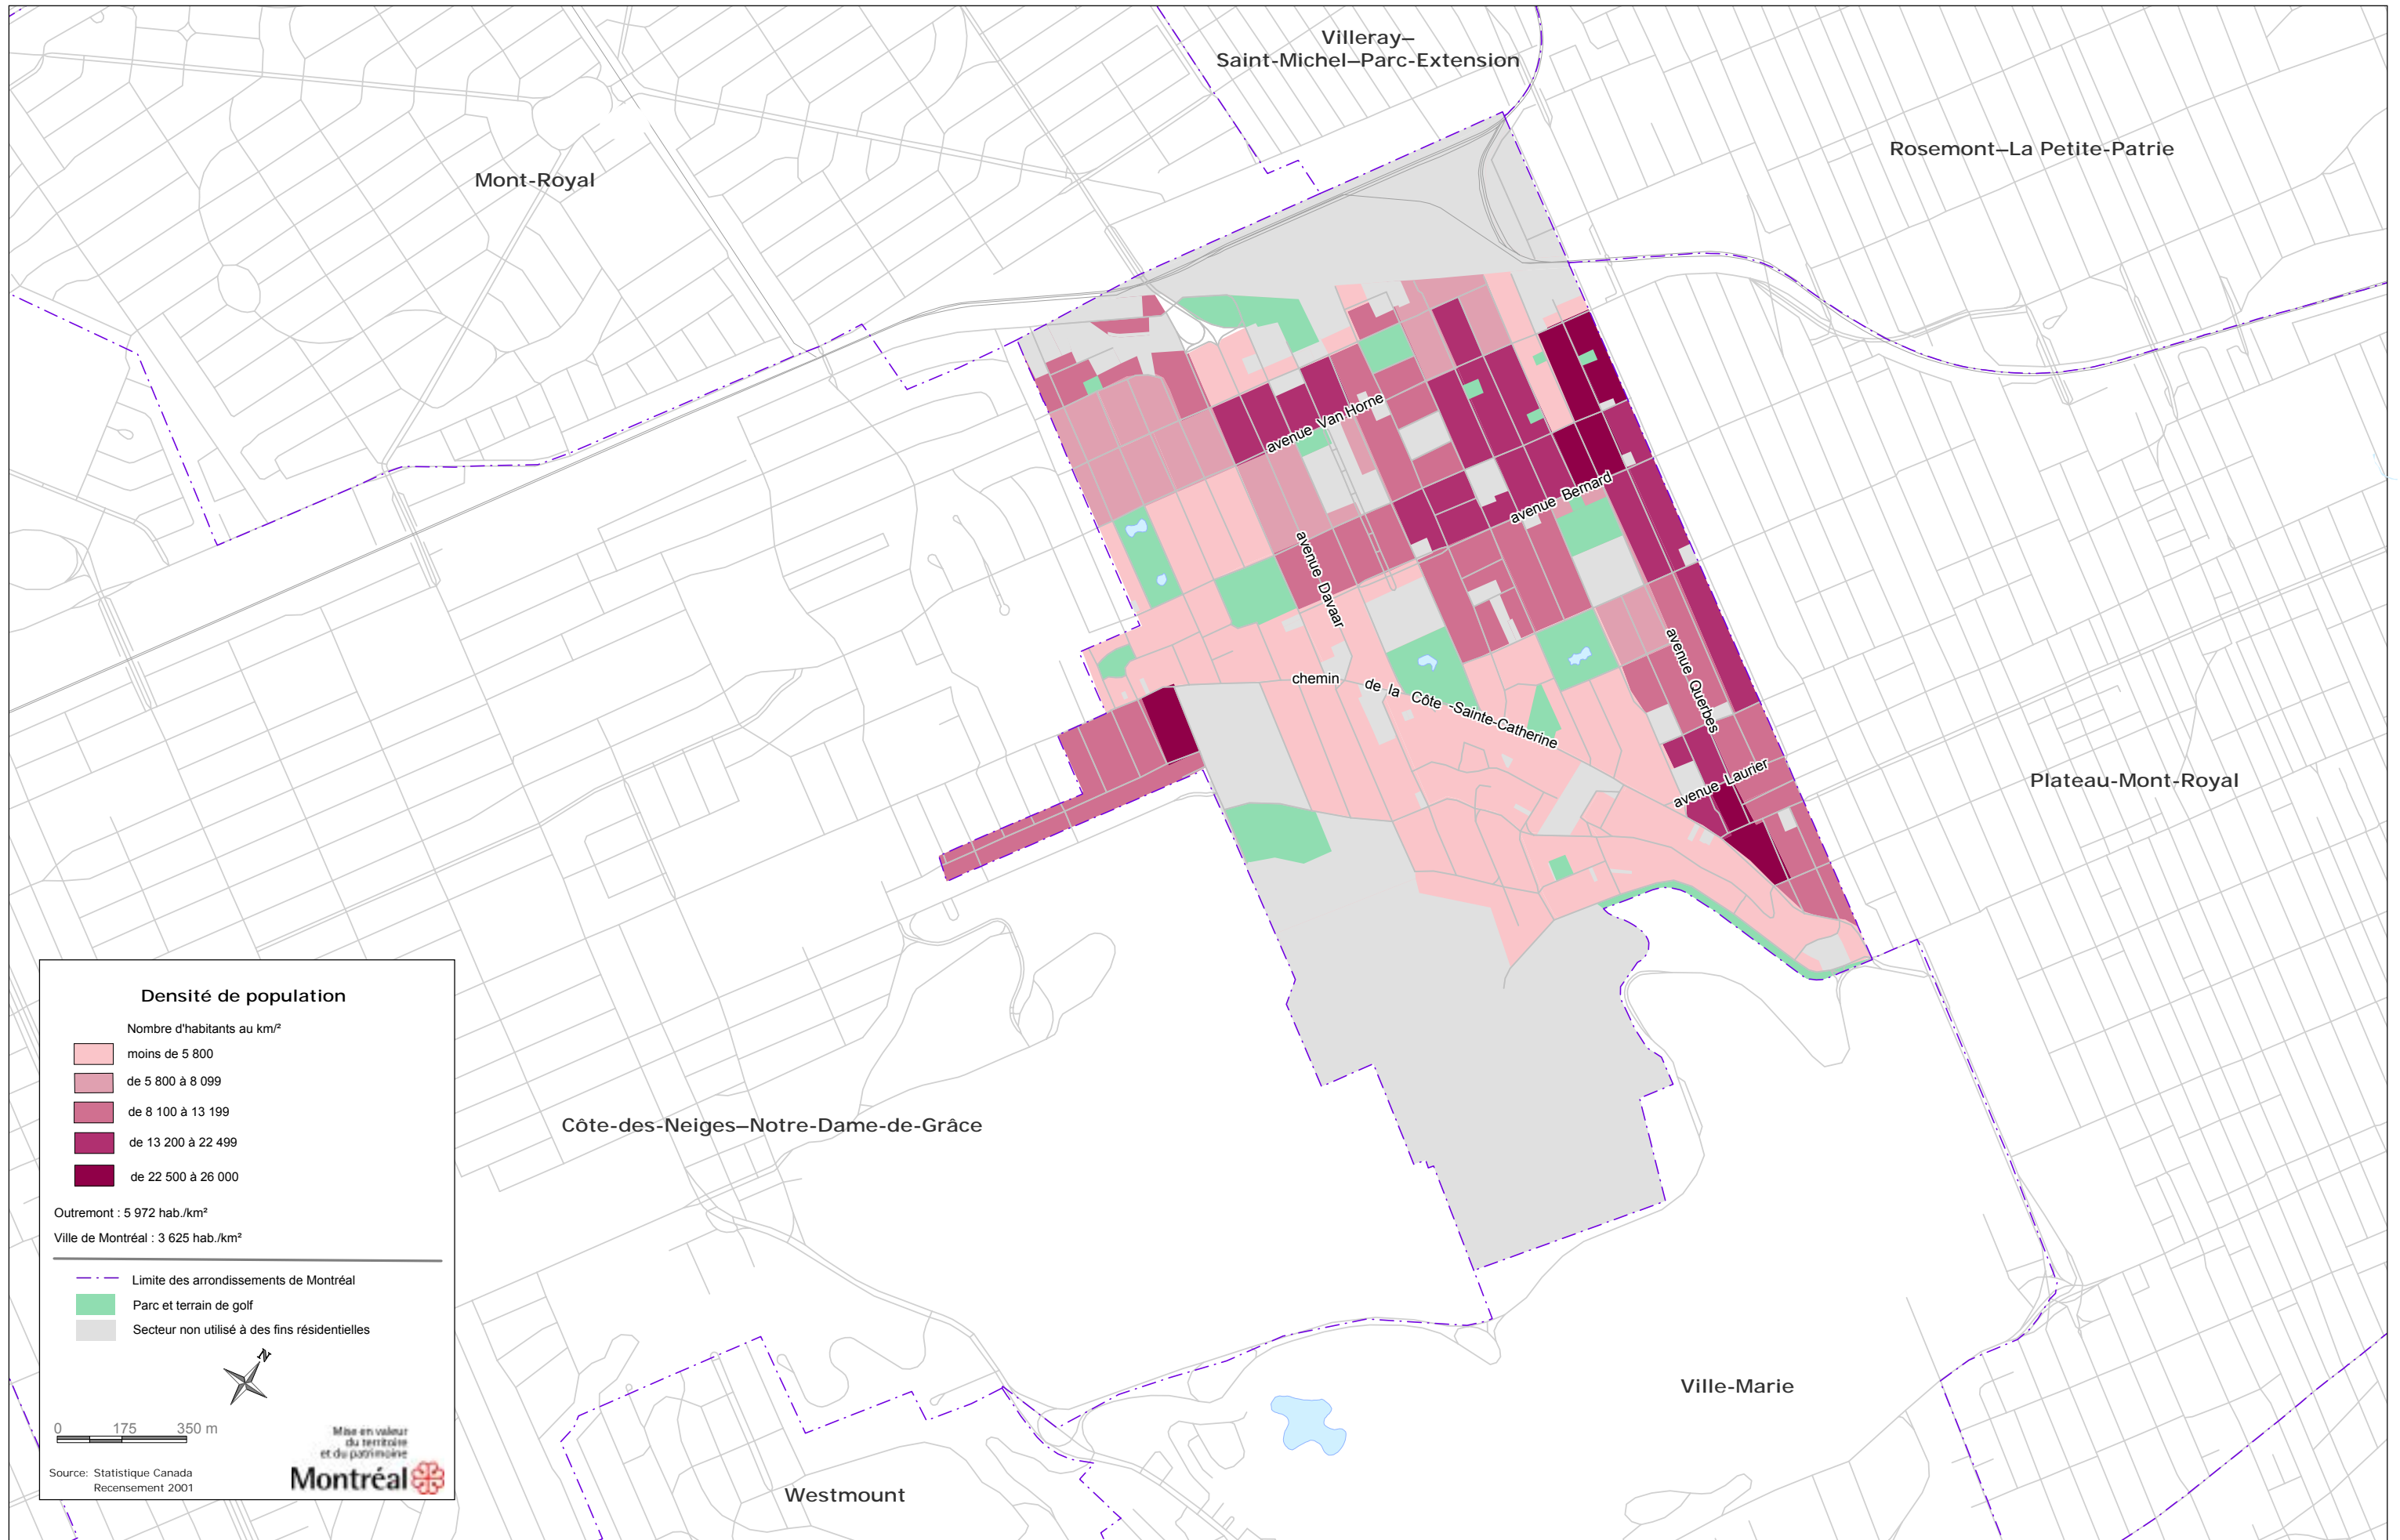 Villeray–
Saint-Michel–Parc-Extension
Rosemont–La Petite-Patrie
Mont-Royal
avenue Van Horne
avenue Bernard
avenue Davaar
avenue Querbes
chemin de la Côte -Sainte-Catherine
avenue Laurier
Plateau-Mont-Royal
Côte-des-Neiges–Notre-Dame-de-Grâce
Ville-Marie
Westmount
Densité de population
Nombre d'habitants au km/²
moins de 5 800
de 5 800 à 8 099
de 8 100 à 13 199
de 13 200 à 22 499
de 22 500 à 26 000
Outremont : 5 972 hab./km²
Ville de Montréal : 3 625 hab./km²
Limite des arrondissements de Montréal
Parc et terrain de golf
Secteur non utilisé à des fins résidentielles
N
0 175 350 m
Mise en valeur
du territoire
et du patrimoine
Montréal
Source: Statistique Canada
Recensement 2001